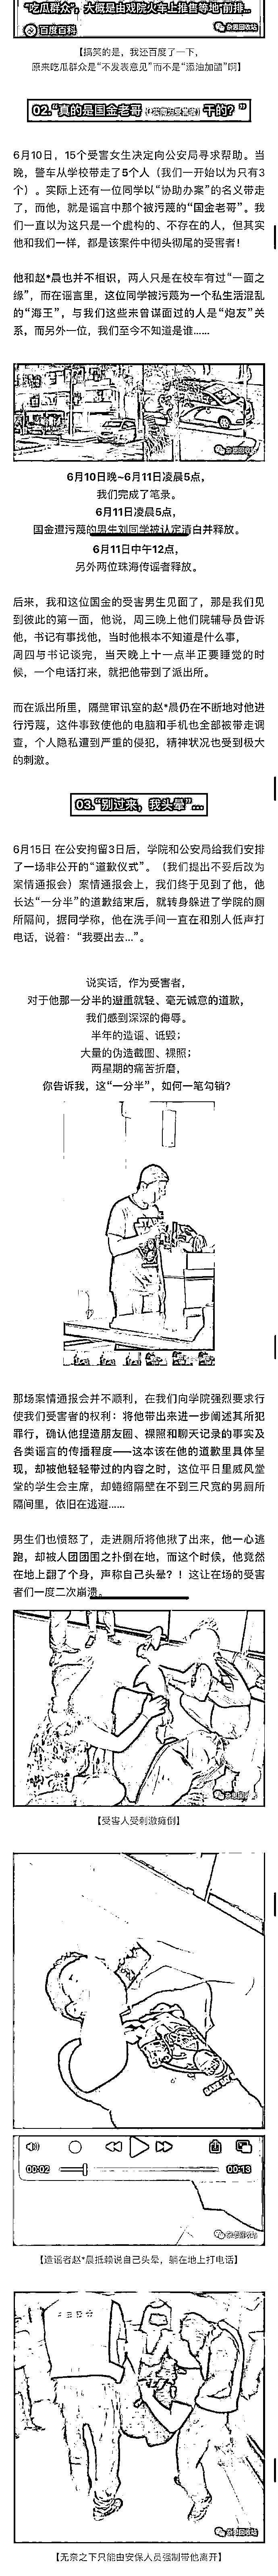 “吃瓜群众”，大概是由戏院火车上推售等地“前排...
百度百科
【搞笑的是，我还百度了一下，
原来吃瓜群众是“不发表意见”而不是“添油加醋”啊】
02.“真的是国金老哥 干的？”
6月10日，15个受害女生决定向公安局寻求帮助。当
晚，警车从学校带走了5个人（我们一开始以为只有3
个）。实际上还有一位同学以“协助办案”的名义带走
了，而他，就是谣言中那个被污蔑的“国金老哥”。我
们一直以为这只是一个虚构的、不存在的人，但其实
他和我们一样，都是该案件中彻头彻尾的受害者！
他和赵*晨也并不相识，两人只是在校车有过“一面之
缘”，而在谣言里，这位同学被污蔑为一个私生活混乱
的“海王”，与我们这些未曾谋面过的人是“炮友”关
系，而另外一位，我们至今不知道是谁......
6月10日晚~6月11日凌晨5点，
我们完成了笔录。
6月11日凌晨5点，
国金遭污蔑的男生刘同学被认定清白并释放。
6月11日中午12点，
另外两位珠海传谣者释放。
后来，我和这位国金的受害男生见面了，那是我们见
到彼此的第一面，他说，周三晚上他们院辅导员告诉
他，书记有事找他，当时他根本不知道是什么事，
周四与书记谈完，当天晚上十一点半正要睡觉的时
候，一个电话打来，就把他带到了派出所。
而在派出所里，隔壁审讯室的赵*晨仍在不断地对他进
行污蔑，这件事致使他的电脑和手机也全部被带走调
查，个人隐私遭到严重的侵犯，精神状况也受到极大
的刺激。
03.“别过来，我头晕”...
6月15日 在公安拘留3日后，学院和公安局给我们安排
了一场非公开的“道歉仪式”。（我们提出不妥后改为
案情通报会）案情通报会上，我们终于见到了他，他
长达“一分半”的道歉结束后，就转身躲进了学院的厕
所隔间，据同学称，他在洗手间一直在和别人低声打
电话，说着：“我要出去...”。
说实话，作为受害者，
对于他那一分半的避重就轻、毫无诚意的道歉，
我们感到深深的侮辱。
半年的造谣、诋毁；
大量的伪造截图、裸照；
两星期的痛苦折磨，
你告诉我，这“一分半”，如何一笔勾销？
那场案情通报会并不顺利，在我们向学院强烈要求行
使我们受害者的权利：将他带出来进一步阐述其所犯
罪行，确认他捏造朋友圈、裸照和聊天记录的事实及
各类谣言的传播程度——这本该在他的道歉里具体呈
现，却被他轻轻带过的内容之时，这位平日里威风堂
堂的学生会主席，却蜷缩隔壁在不到三尺宽的男厕所
隔间里，依旧在逃避......
男生们也愤怒了，走进厕所将他揪了出来，他一心逃
跑，却被人团团围之扑倒在地，而这个时候，他竟然
在地上翻了个身，声称自己头晕？！这让在场的受害
者们一度二次崩溃。
【受害人受刺激瘫倒】
00:02
00:13
【造谣者赵*晨抵赖说自己头晕，躺在地上打电话】
【无奈之下只能由安保人员强制带他离开】